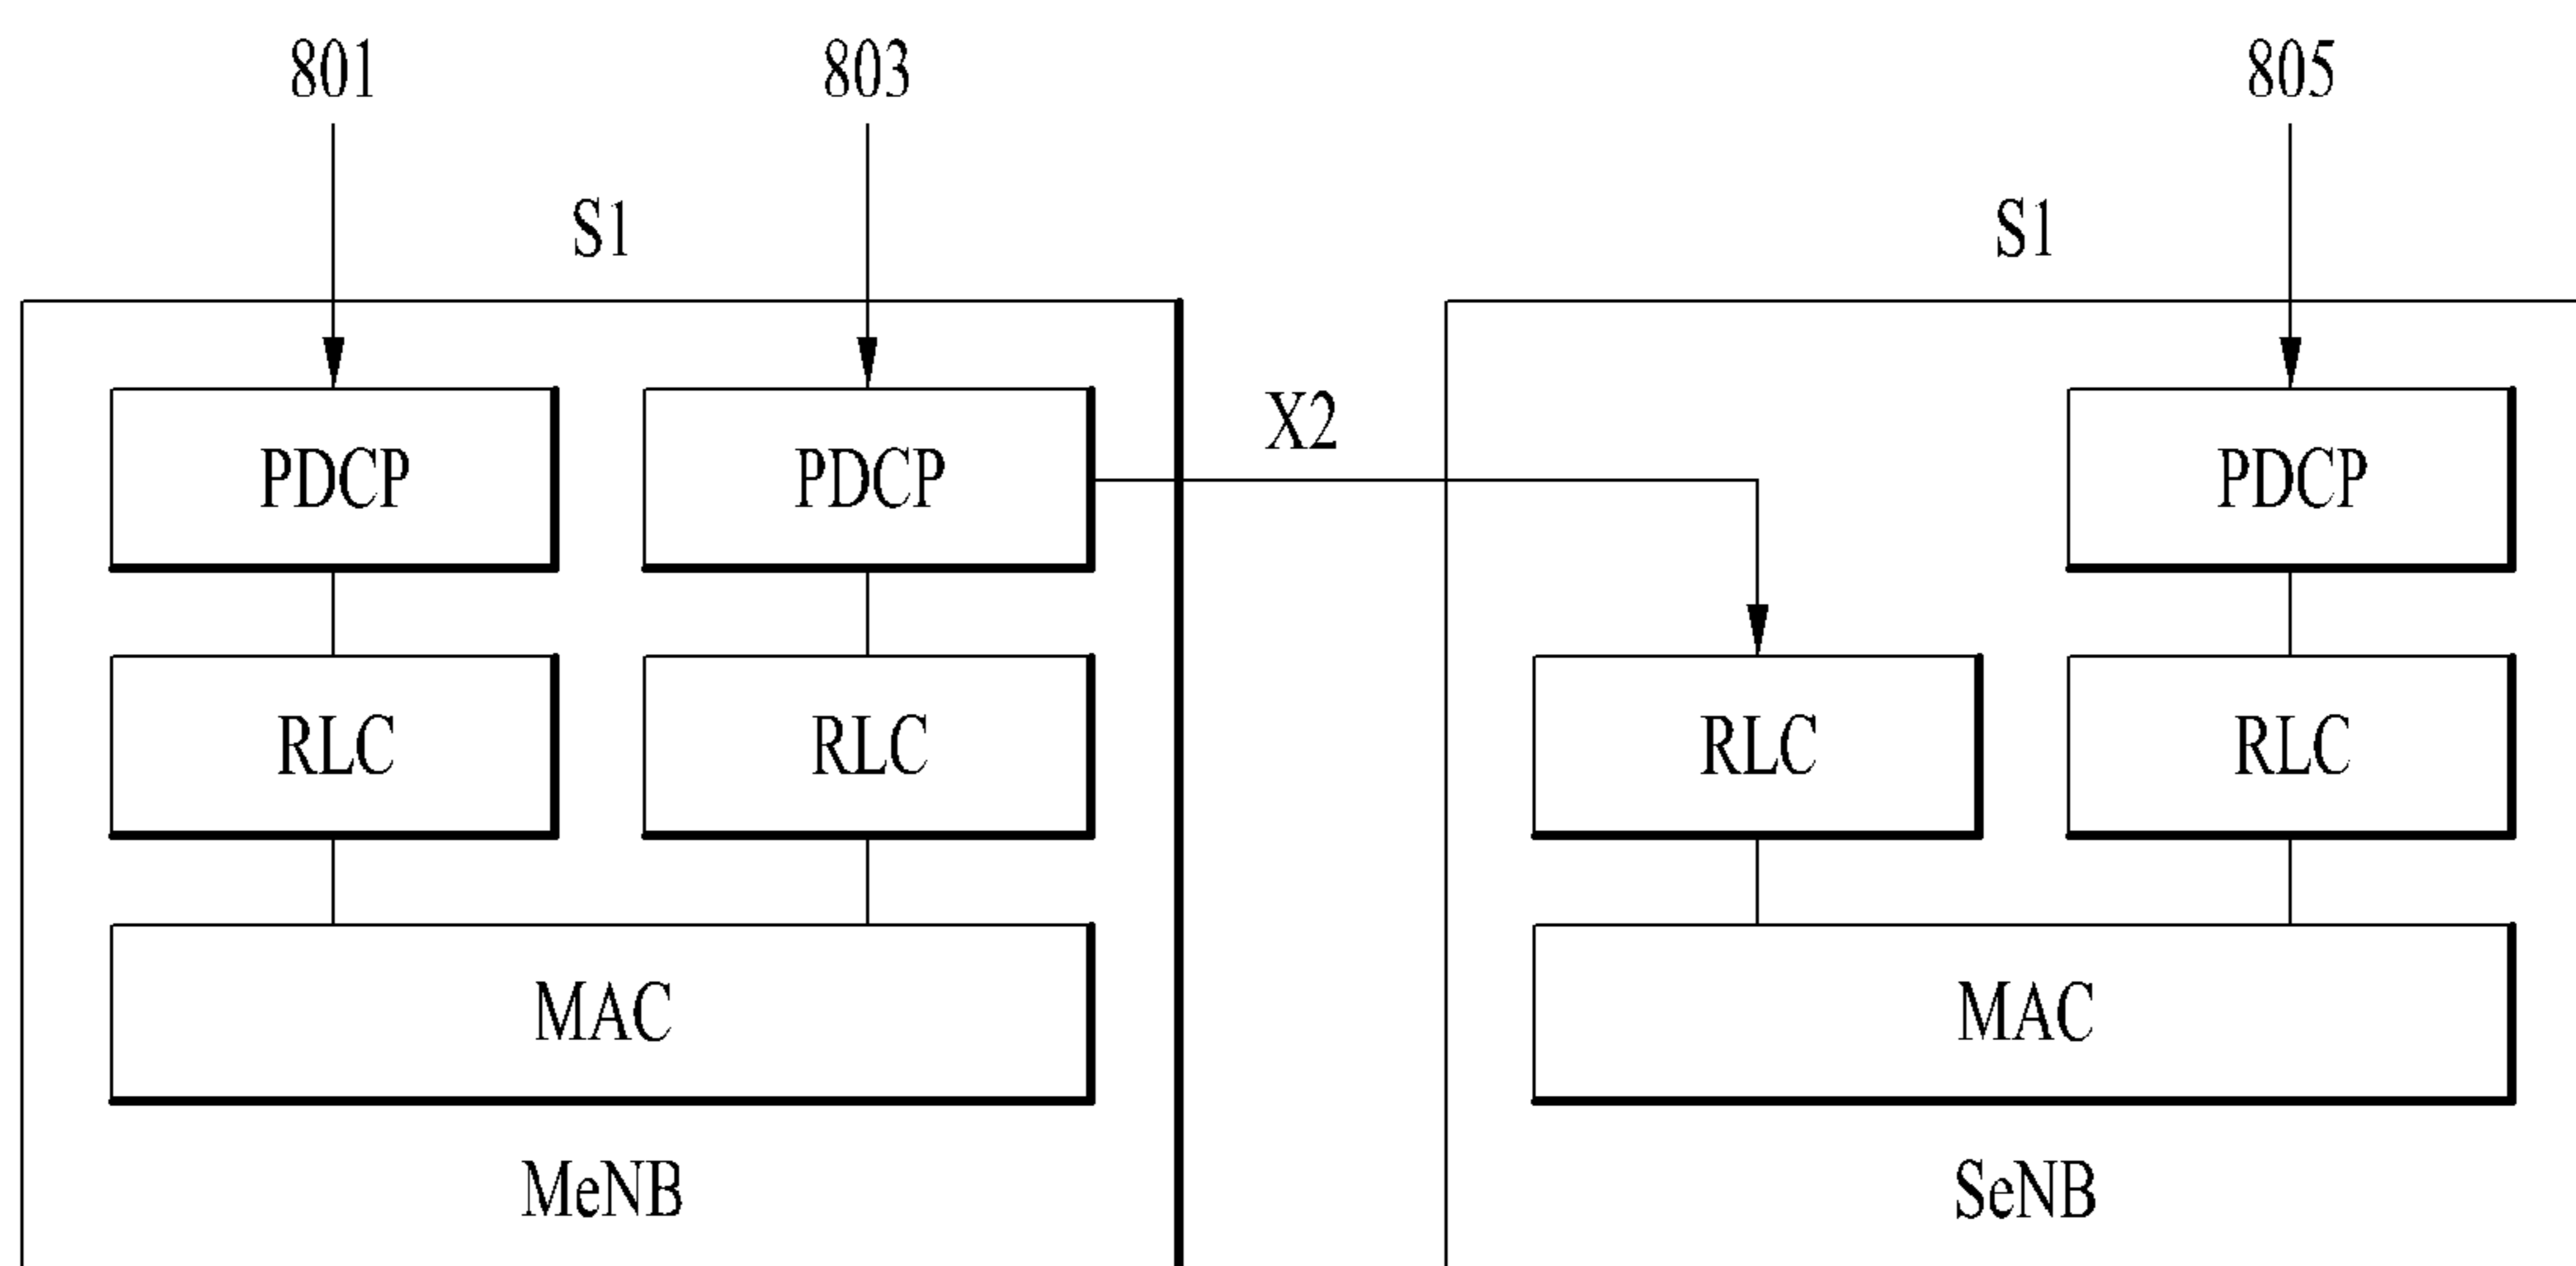 801 803 805
S1 S1
X2
PDCP PDCP PDCP
RLC RLC RLC RLC
MAC MAC
MeNB SeNB